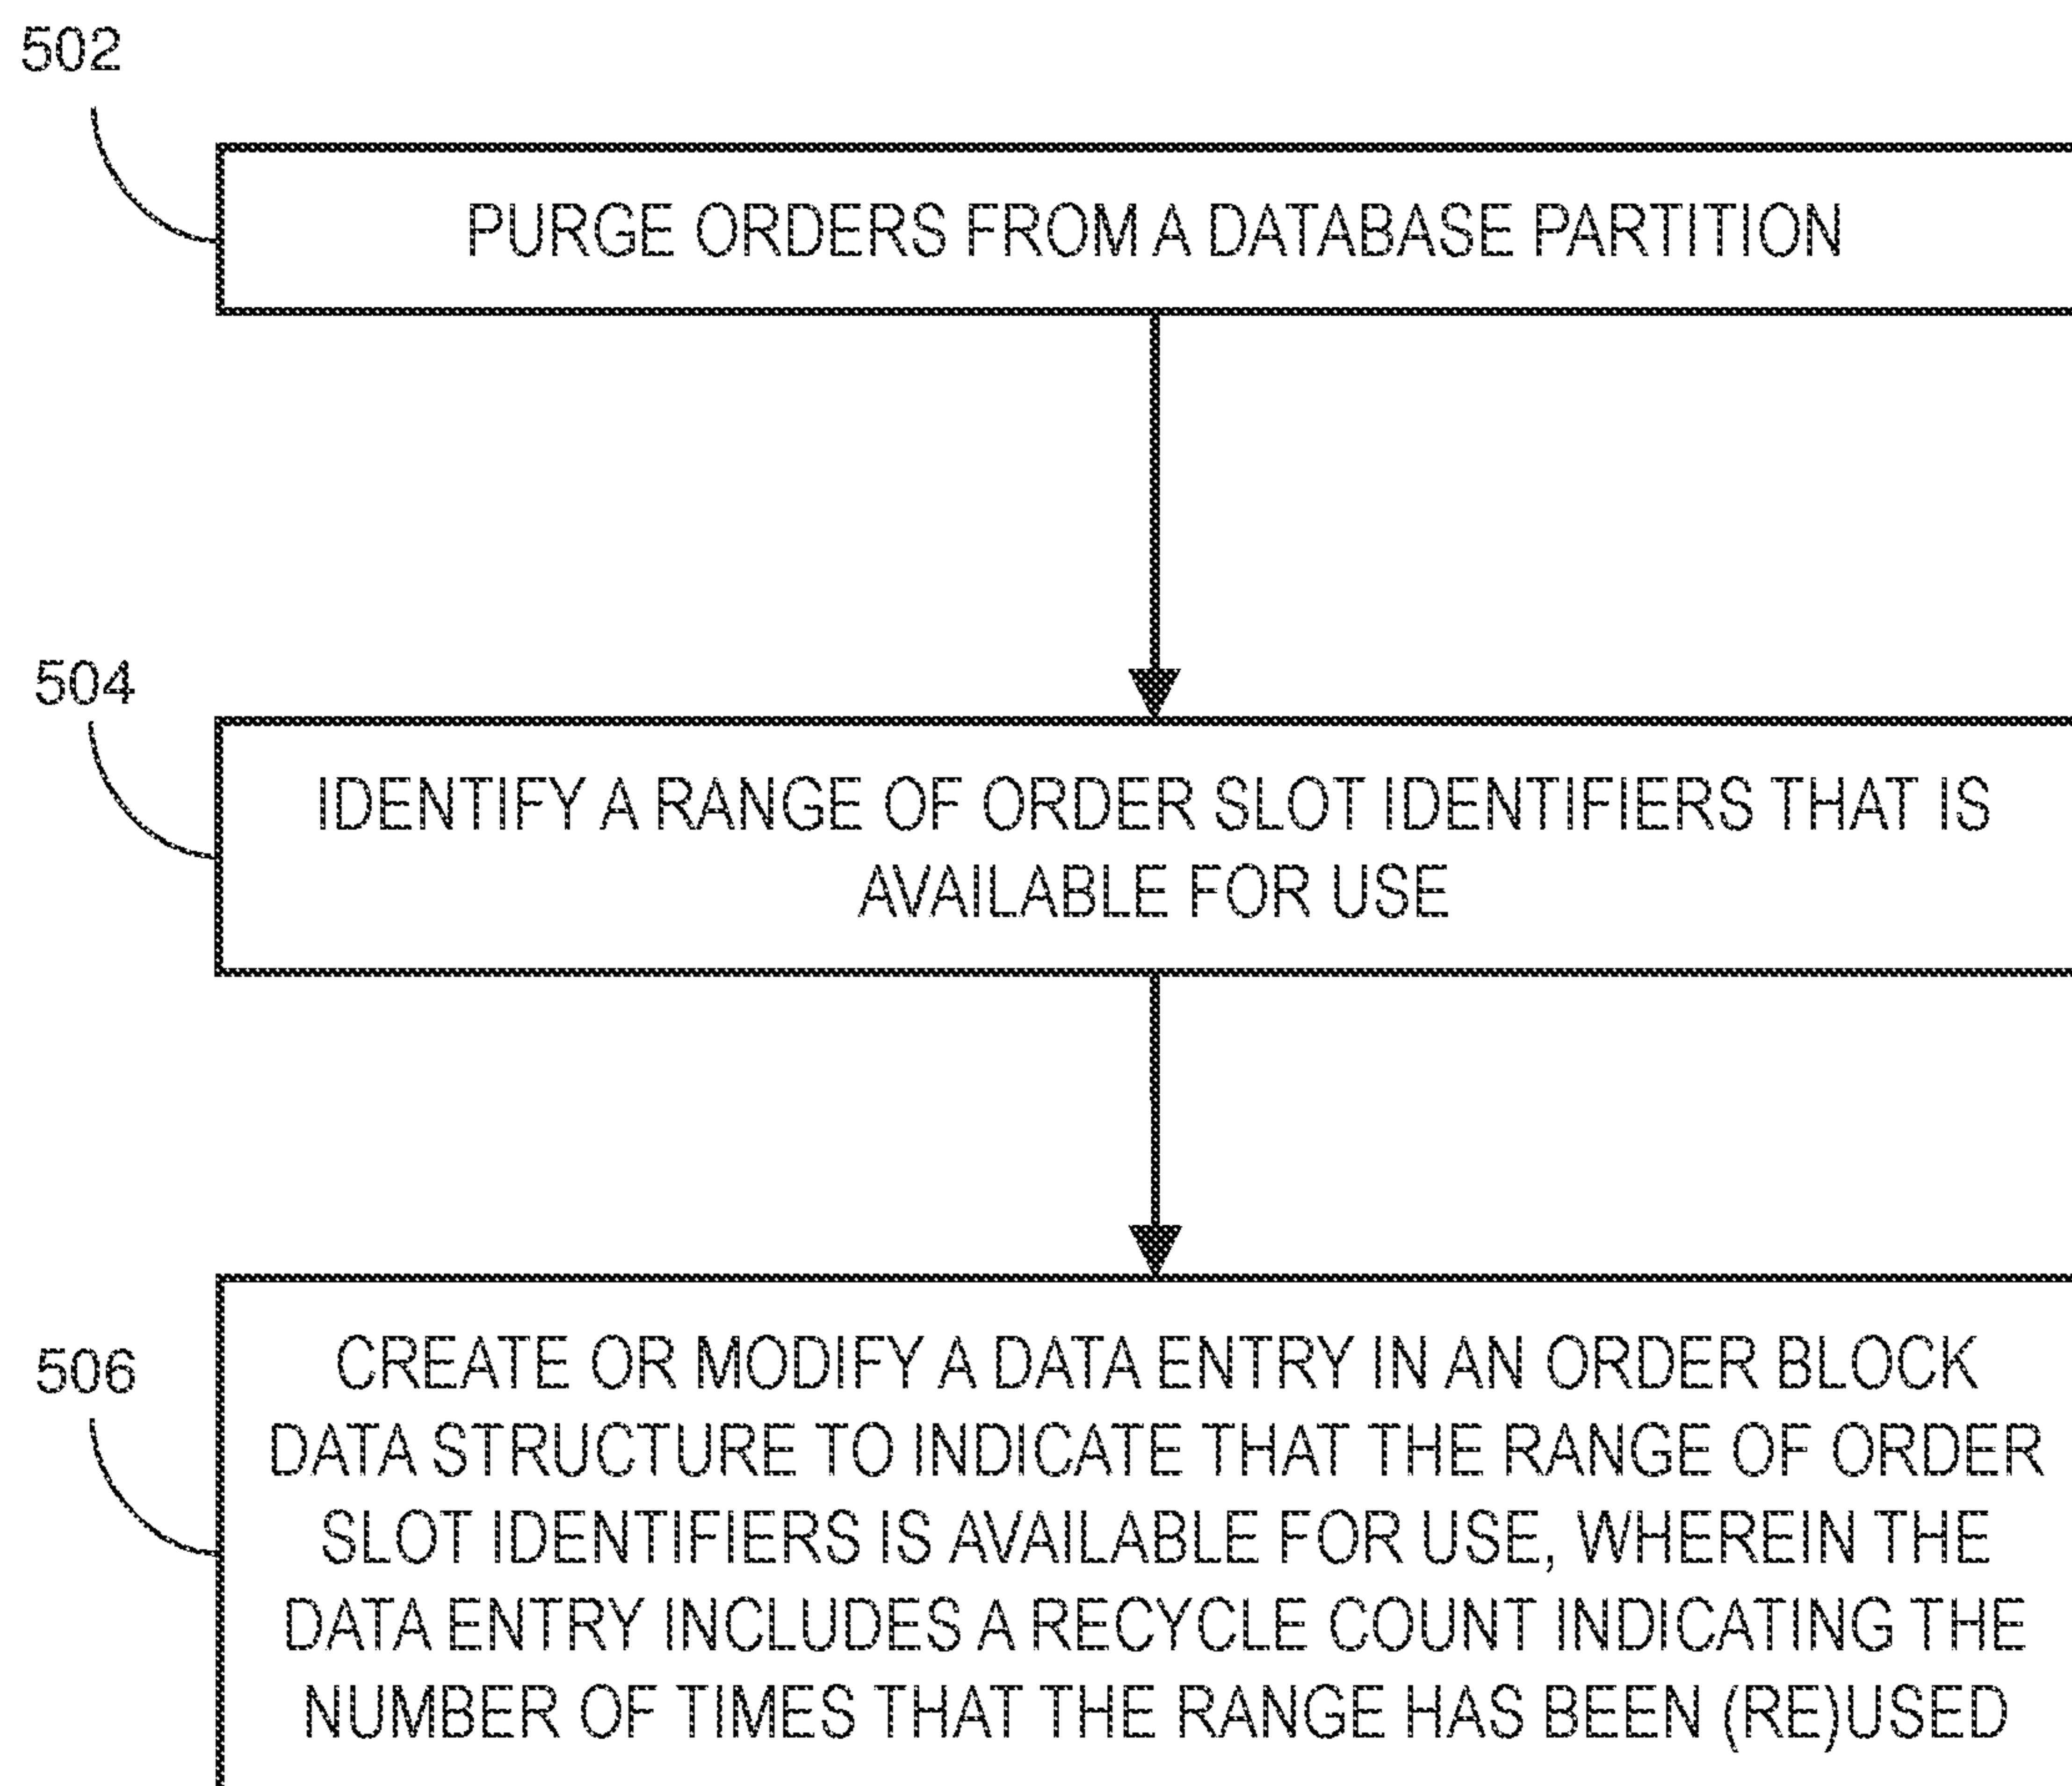 502
PURGE ORDERS FROM A DATABASE PARTITION
504
IDENTIFY A RANGE OF ORDER SLOT IDENTIFIERS THAT IS
AVAILABLE FOR USE
506
CREATE OR MODIFY A DATA ENTRY IN AN ORDER BLOCK
DATA STRUCTURE TO INDICATE THAT THE RANGE OF ORDER
SLOT IDENTIFIERS IS AVAILABLE FOR USE, WHEREIN THE
DATA ENTRY INCLUDES A RECYCLE COUNT INDICATING THE
NUMBER OF TIMES THAT THE RANGE HAS BEEN (RE)USED